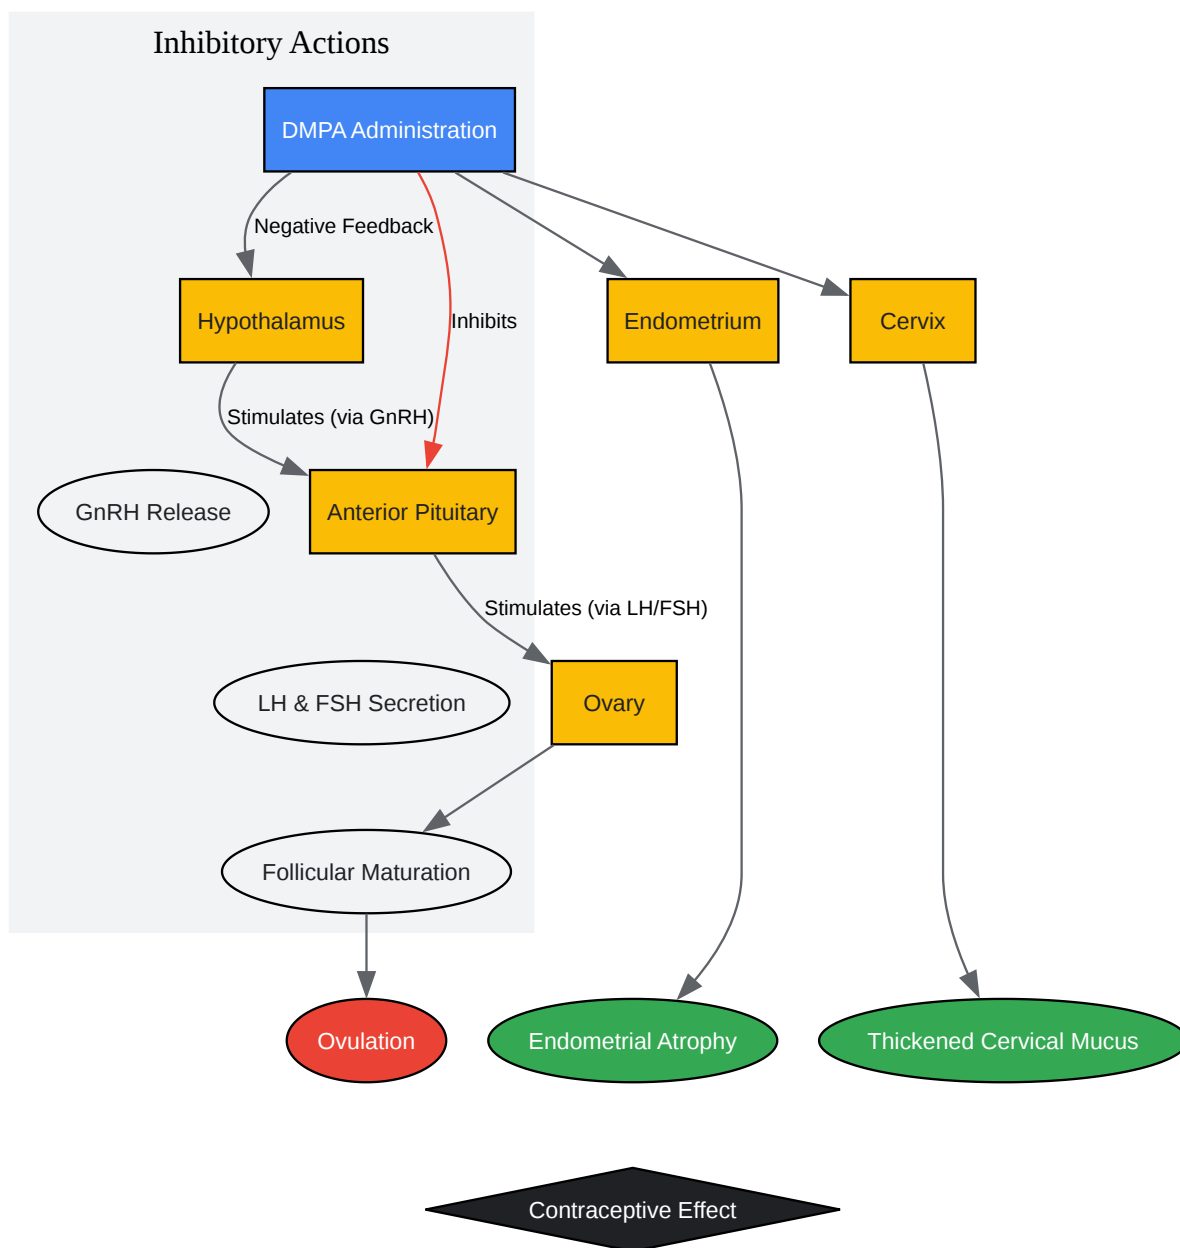 Inhibitory Actions
DMPA Administration
Negative Feedback
Hypothalamus
Inhibits
Endometrium
Cervix
Stimulates (via GnRH)
GnRH Release
Anterior Pituitary
Stimulates (via LH/FSH)
LH & FSH Secretion
Ovary
Follicular Maturation
Ovulation
Endometrial Atrophy
Thickened Cervical Mucus
Contraceptive Effect